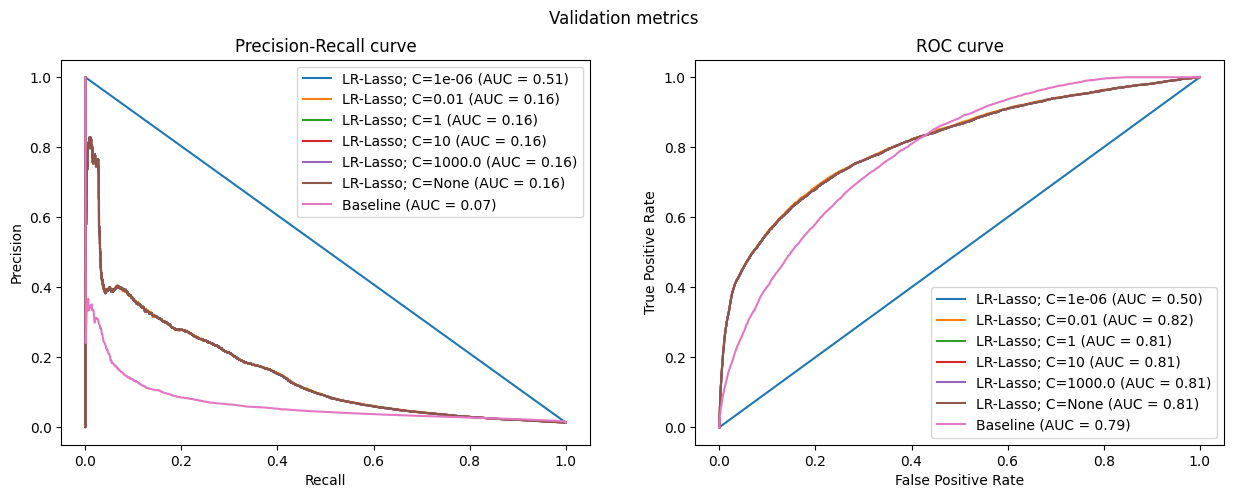 Validation metrics
Precision-Recall curve
Precision
1.0
0.8
0.6
0.4
0.2
0.0
LR-Lasso; C=1e-06 (AUC = 0.51)
LR-Lasso; C=0.01 (AUC = 0.16)
LR-Lasso; C=1 (AUC = 0.16)
LR-Lasso; C=10 (AUC = 0.16)
LR-Lasso; C=1000.0 (AUC = 0.16)
LR-Lasso; C=None (AUC = 0.16)
Baseline (AUC = 0.07)
0.0 0.2 0.4 0.6 0.8 1.0
Recall
ROC curve
True Positive Rate
1.0
0.8
0.6
0.4
0.2
0.0
LR-Lasso; C=1e-06 (AUC = 0.50)
LR-Lasso; C=0.01 (AUC = 0.82)
LR-Lasso; C=1 (AUC = 0.81)
LR-Lasso; C=10 (AUC = 0.81)
LR-Lasso; C=1000.0 (AUC = 0.81)
LR-Lasso; C=None (AUC = 0.81)
Baseline (AUC = 0.79)
0.0 0.2 0.4 0.6 0.8 1.0
False Positive Rate